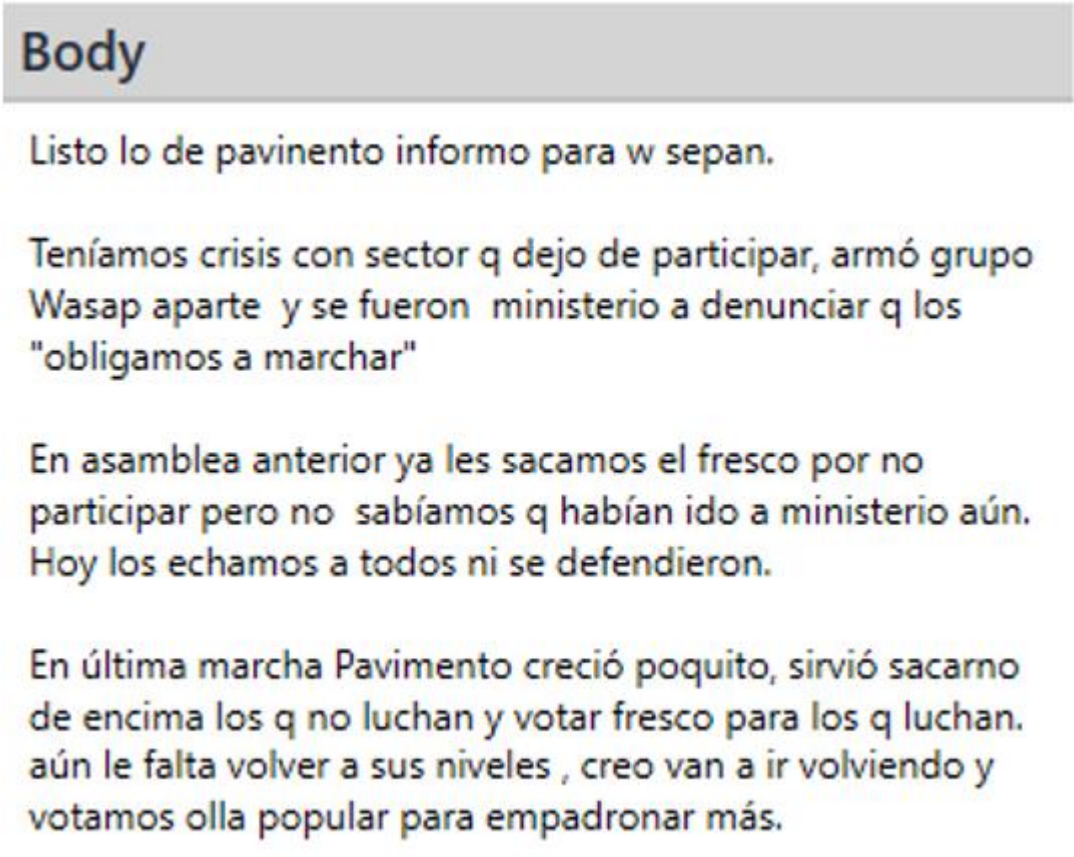 Body
Listo lo de pavinento informo para w sepan.
Teníamos crisis con sector q dejo de participar, armó grupo
Wasap aparte  y se fueron  ministerio a denunciar q los
"obligamos a marchar"
En asamblea anterior ya les sacamos el fresco por no
participar pero no  sabíamos q habían ido a ministerio aún.
Hoy los echamos a todos ni se defendieron.
En última marcha Pavimento creció poquito, sirvió sacarno
de encima los q no luchan y votar fresco para los q luchan.
aún le falta volver a sus niveles , creo van a ir volviendo y
votamos olla popular para empadronar más.